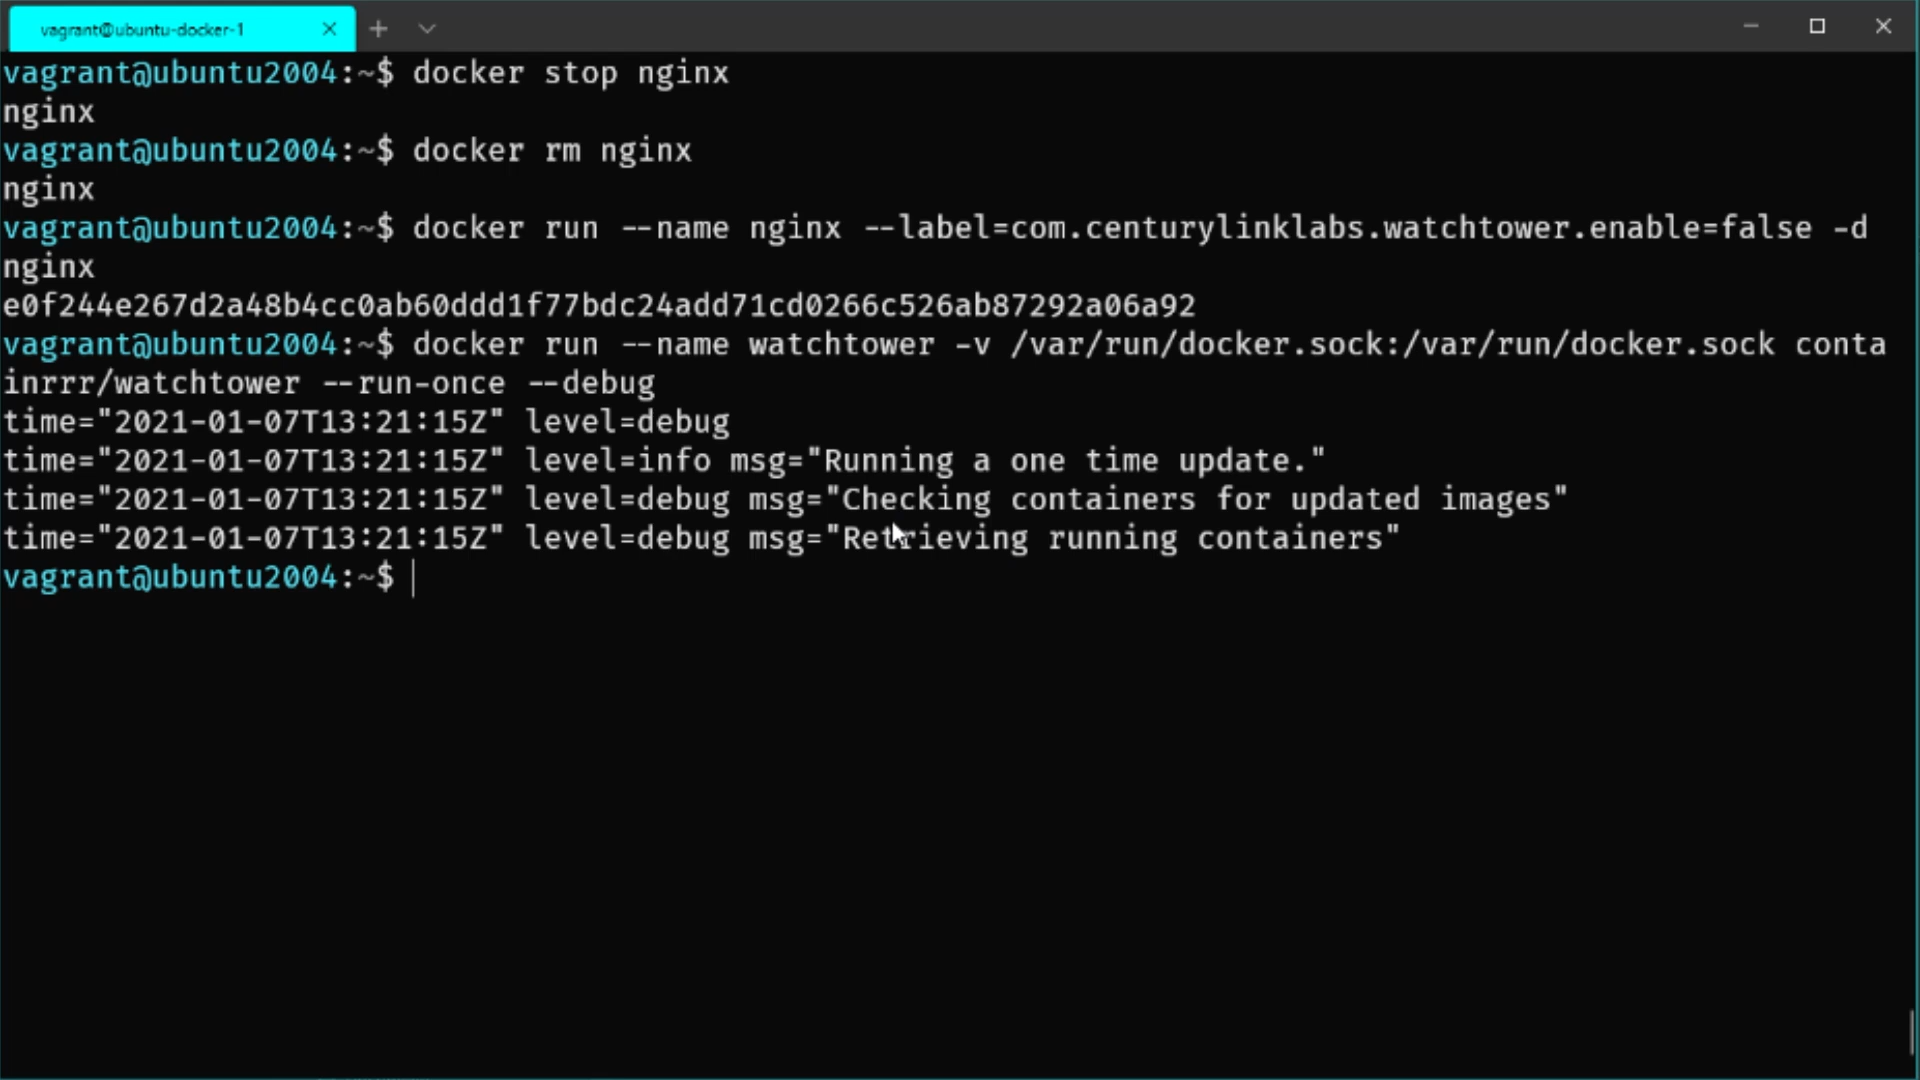 vagrant@ubuntu-docker-1
vagrant@ubuntu2004:~$ docker stop nginx
nginx
vagrant@ubuntu2004:~$ docker rm nginx
nginx
vagrant@ubuntu2004:~$ docker run --name nginx --label=com.centurylinklabs.watchtower.enable=false -d
nginx
e0f244e267d2a48b4cc0ab60ddd1f77bdc24add71cd0266c526ab87292a06a92
vagrant@ubuntu2004:~$ docker run --name watchtower -v /var/run/docker.sock:/var/run/docker.sock conta
inrrr/watchtower --run-once --debug
time="2021-01-07T13:21:15Z" level=debug
time="2021-01-07T13:21:15Z" level=info msg="Running a one time update."
time="2021-01-07T13:21:15Z" level=debug msg="Checking containers for updated images"
time="2021-01-07T13:21:15Z" level=debug msg="Retrieving running containers"
vagrant@ubuntu2004:~$